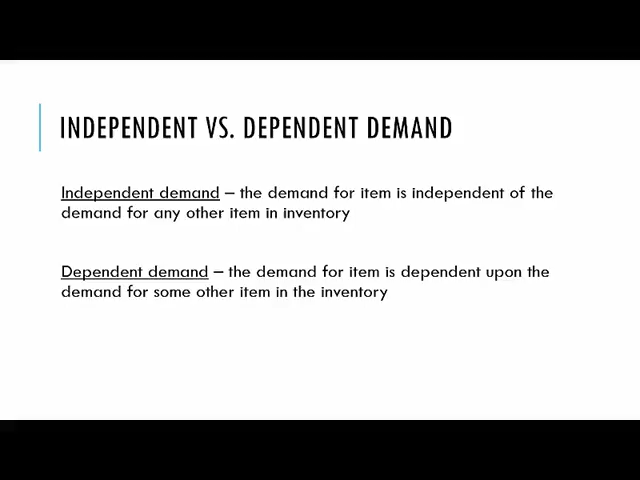 INDEPENDENT VS. DEPENDENT DEMAND
Independent demand – the demand for item is independent of the
demand for any other item in inventory
Dependent demand – the demand for item is dependent upon the
demand for some other item in the inventory